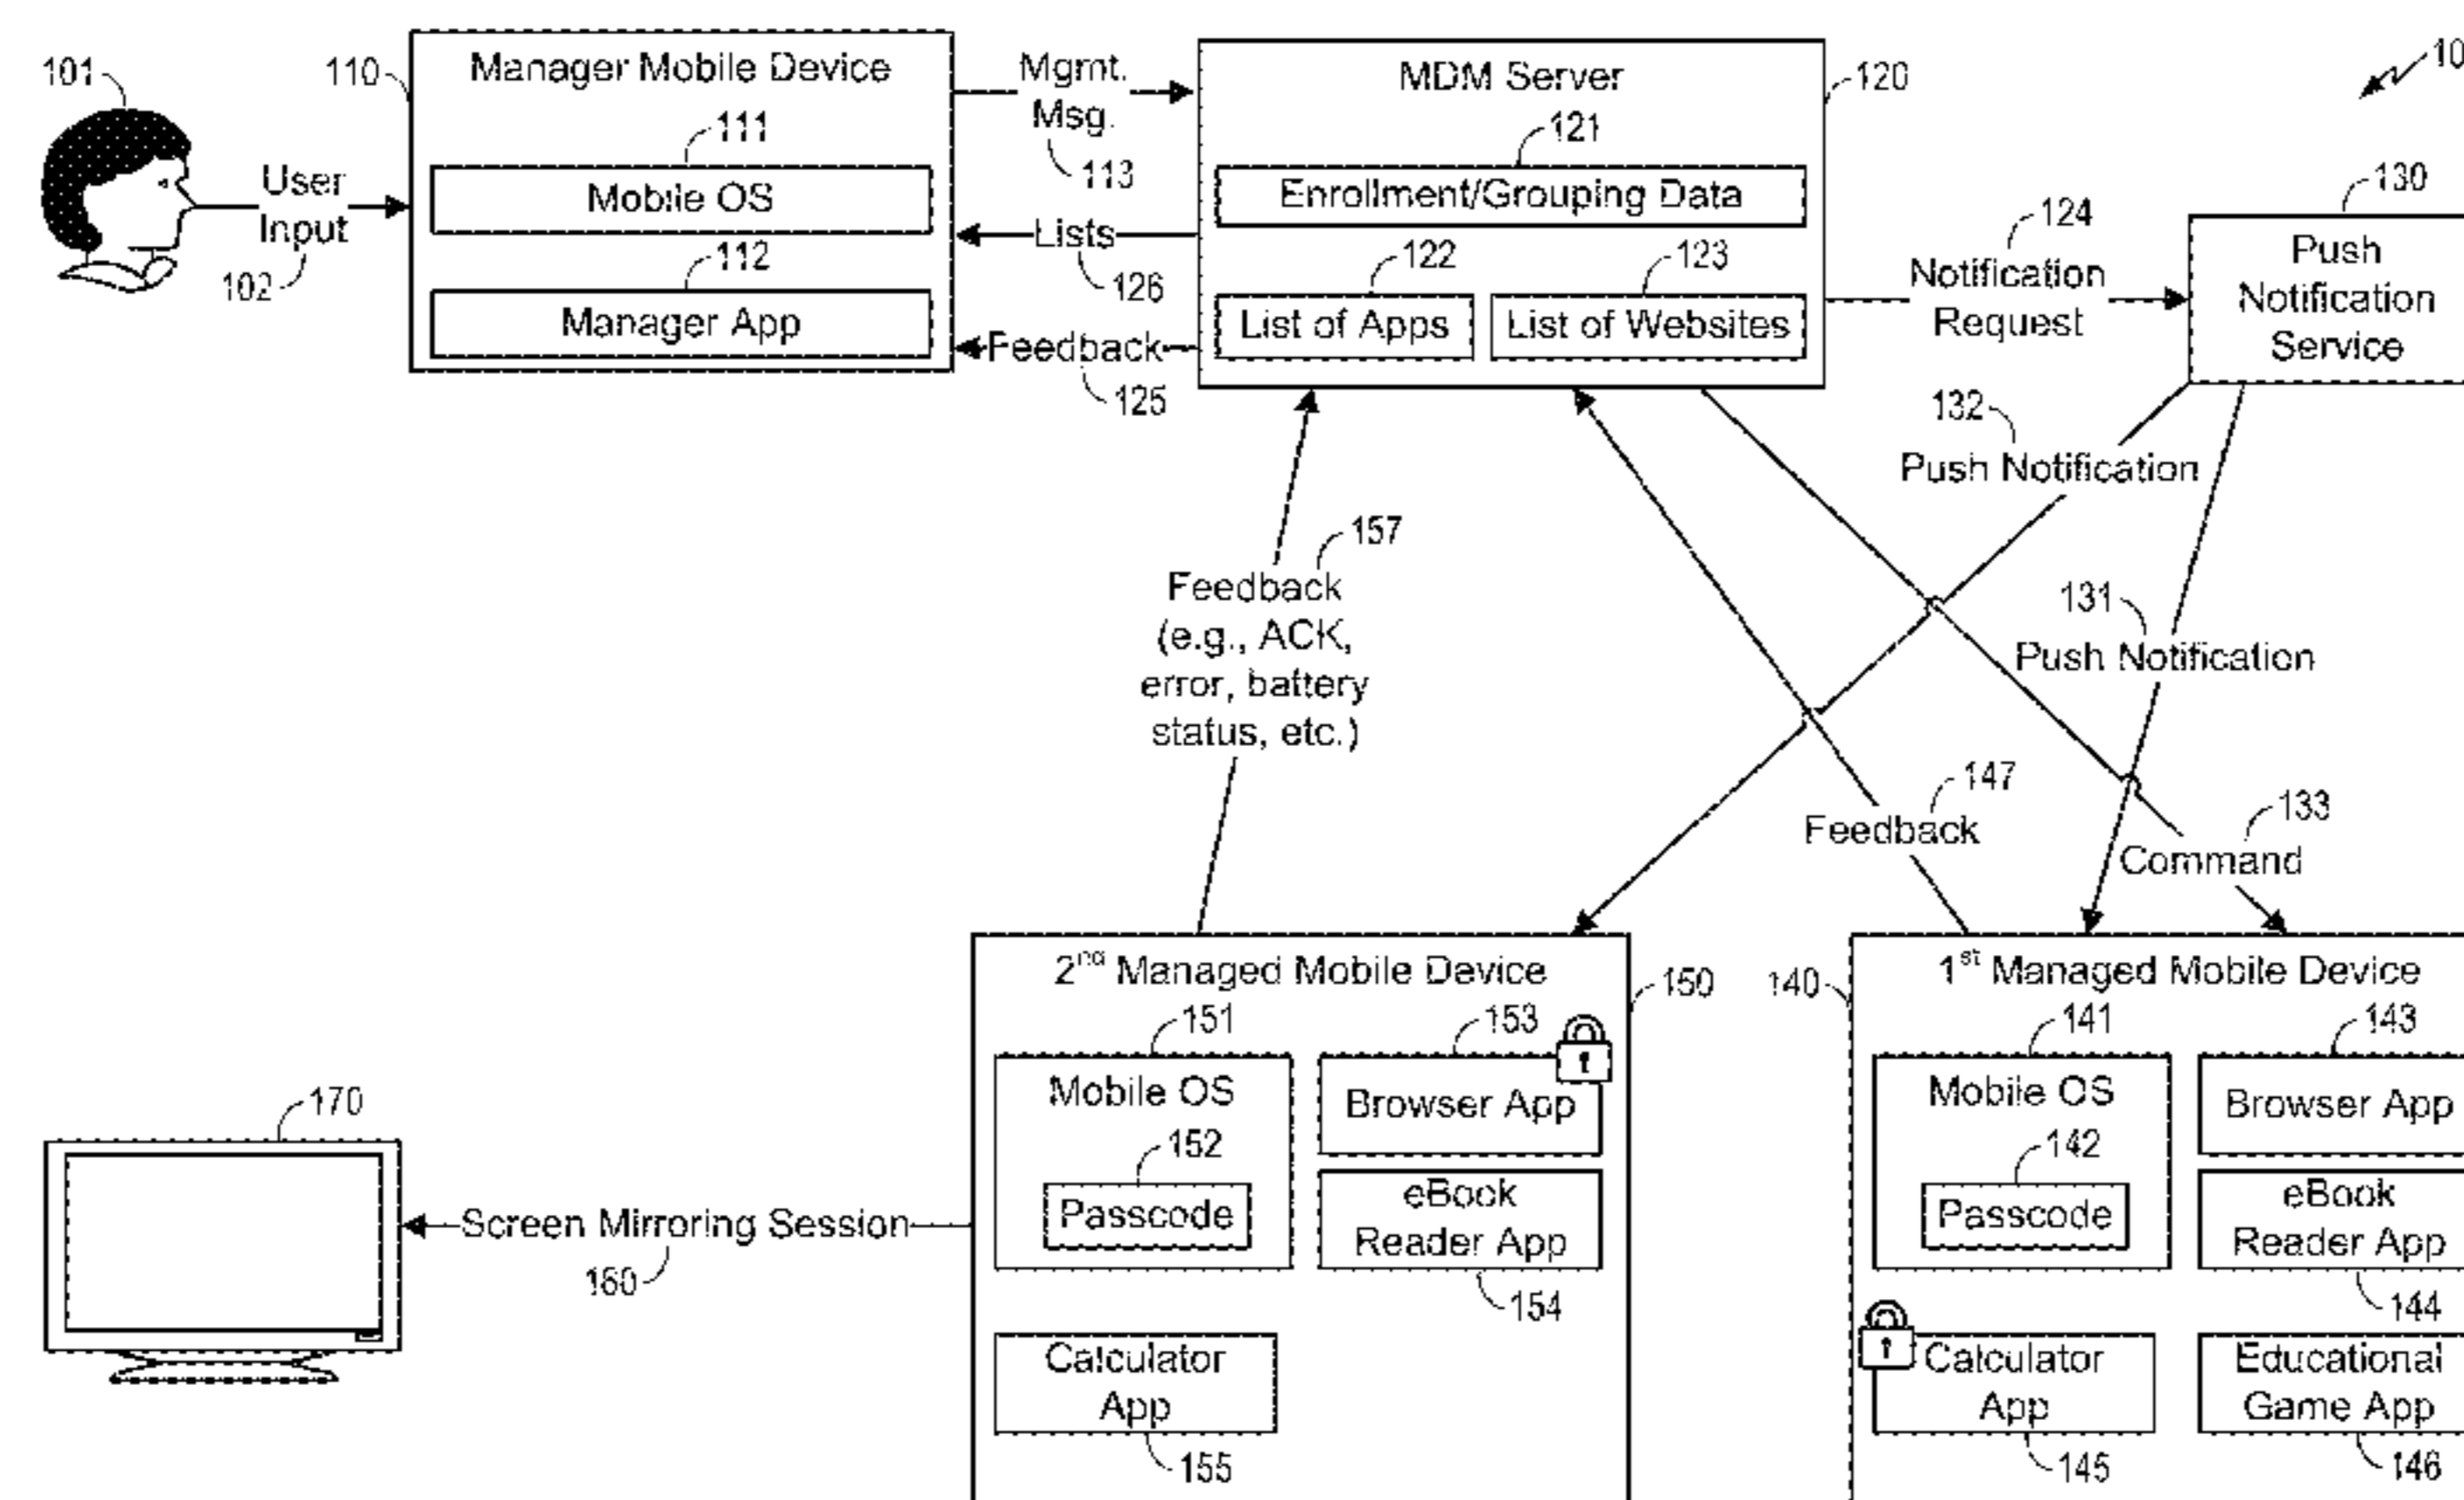 101
User
Input
102
110
Manager Mobile Device
111
Mobile OS
112
Manager App
Mgmt.
Msg.
113
Lists
126
Feedback
125
MDM Server
120
121
Enrollment/Grouping Data
122
List of Apps
123
List of Websites
10
124
Notification
Request
130
Push
Notification
Service
132
Push Notification
131
Push Notification
157
Feedback
(e.g., ACK,
error, battery
status, etc.)
147
Feedback
133
Command
2nd Managed Mobile Device
150
151
Mobile OS
152
Passcode
153
Browser App
eBook
Reader App
154
Calculator
App
155
140
1st Managed Mobile Device
141
Mobile OS
142
Passcode
143
Browser App
eBook
Reader App
144
Calculator
App
145
Educational
Game App
146
170
Screen Mirroring Session
160